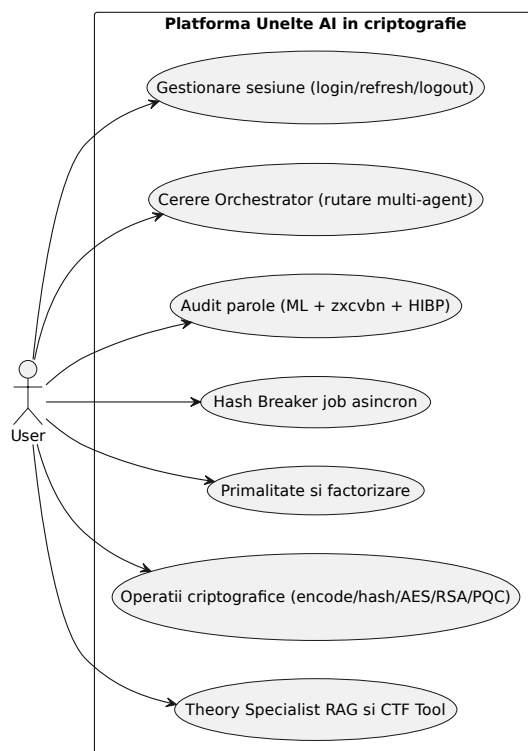 Platforma Unelte AI in criptografie
Gestionare sesiune (login/refresh/logout)
Cerere Orchestrator (rutare multi-agent)
Audit parole (ML + zxcvbn + HIBP)
Hash Breaker job asincron
User
Primalitate si factorizare
Operatii criptografice (encode/hash/AES/RSA/PQC)
Theory Specialist RAG si CTF Tool